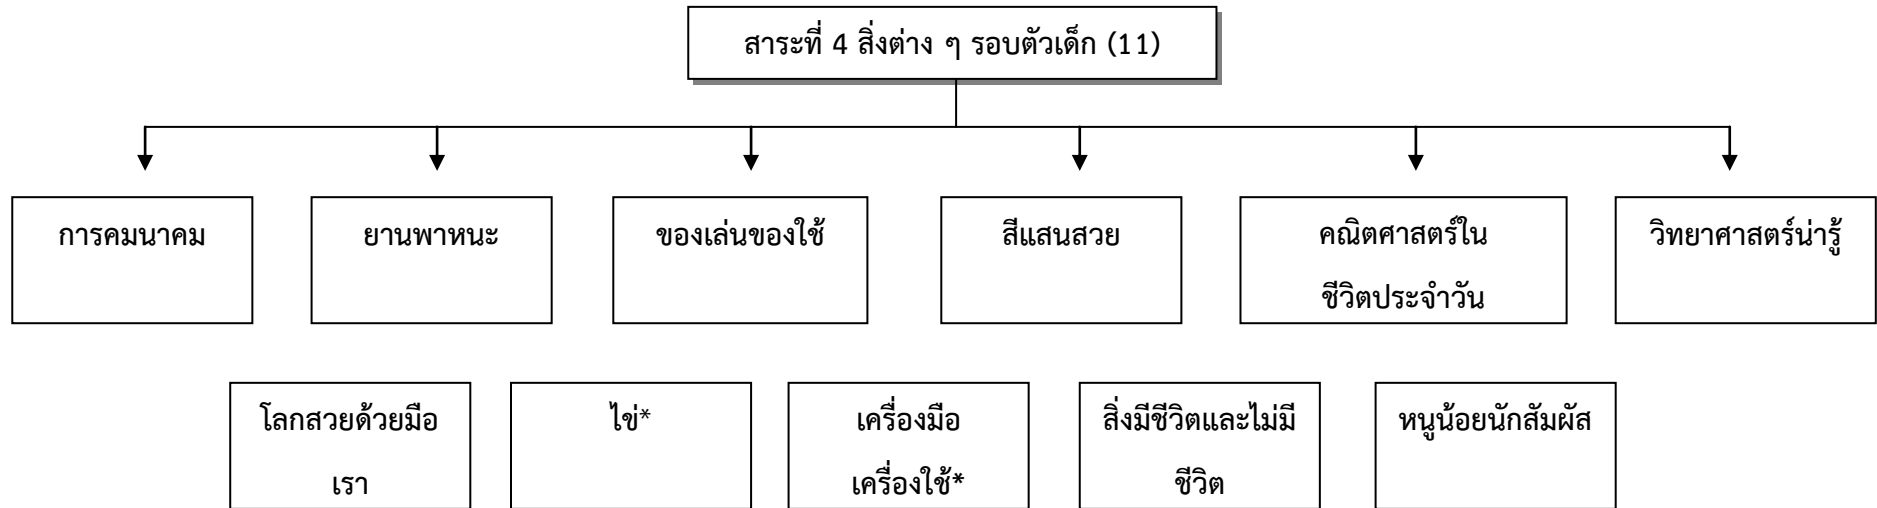 สาระที่ 4 สิ่งต่าง ๆ รอบตัวเด็ก (11)
การคมนาคม
ยานพาหนะ
ของเล่นของใช้
สีแสนสวย
คณิตศาสตร์ใน
ชีวิตประจำวัน
วิทยาศาสตร์น่ารู้
โลกสวยด้วยมือ
เรา
ไข่*
เครื่องมือ
เครื่องใช้*
สิ่งมีชีวิตและไม่มี
ชีวิต
หนูน้อยนักสัมผัส